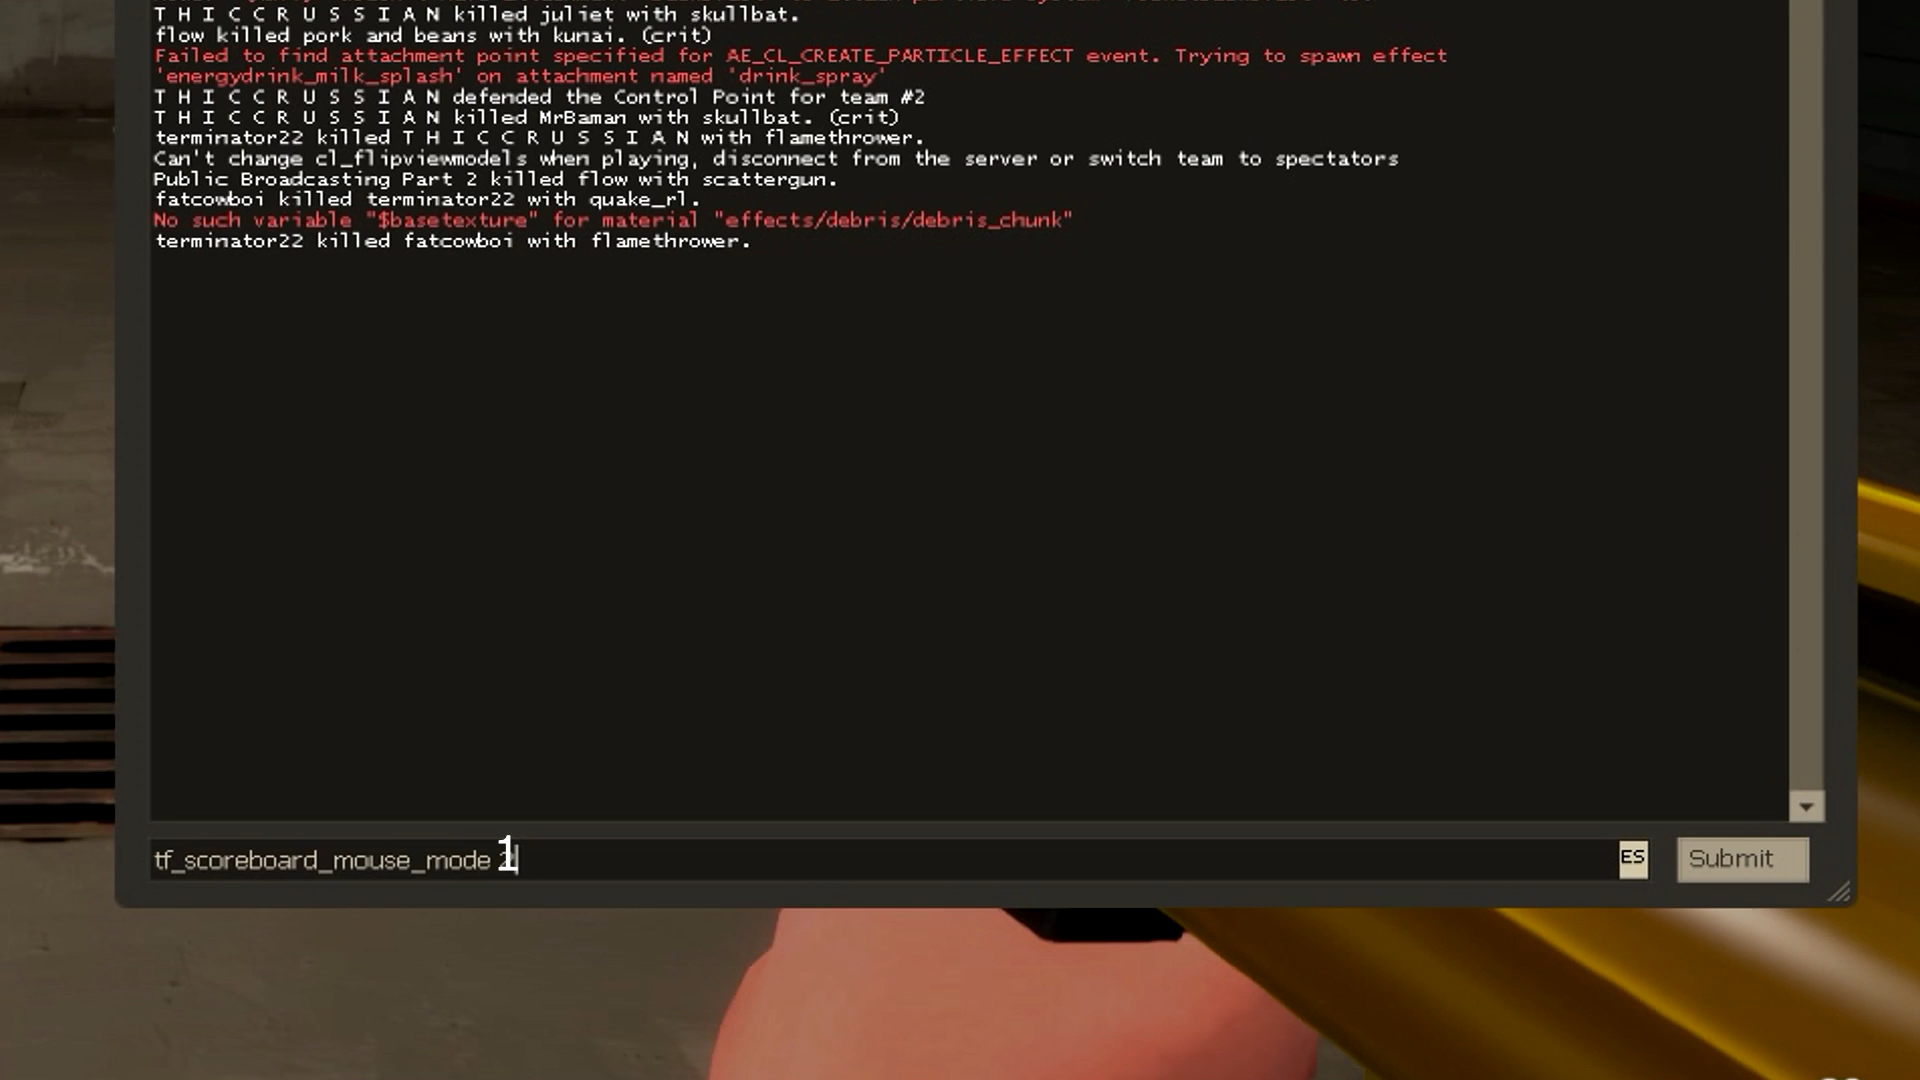 T H I C C R U S S I A N killed juliet with skullbat.
flow killed pork and beans with kunai. (crit)
Failed to find attachment point specified for AE_CL_CREATE_PARTICLE_EFFECT event. Trying to spawn effect
'energydrink_milk_splash' on attachment named 'drink_spray'
T H I C C R U S S I A N defended the Control Point for team #2
T H I C C R U S S I A N killed MrBaman with skullbat. (crit)
terminator22 killed T H I C C R U S S I A N with flamethrower.
Can't change cl_flipviewmodels when playing, disconnect from the server or switch team to spectators
Public Broadcasting Part 2 killed flow with scattergun.
fatcowboi killed terminator22 with quake_rl.
No such variable "$basetexture" for material "effects/debris/debris_chunk"
terminator22 killed fatcowboi with flamethrower.
tf_scoreboard_mouse_mode 1
ES
Submit